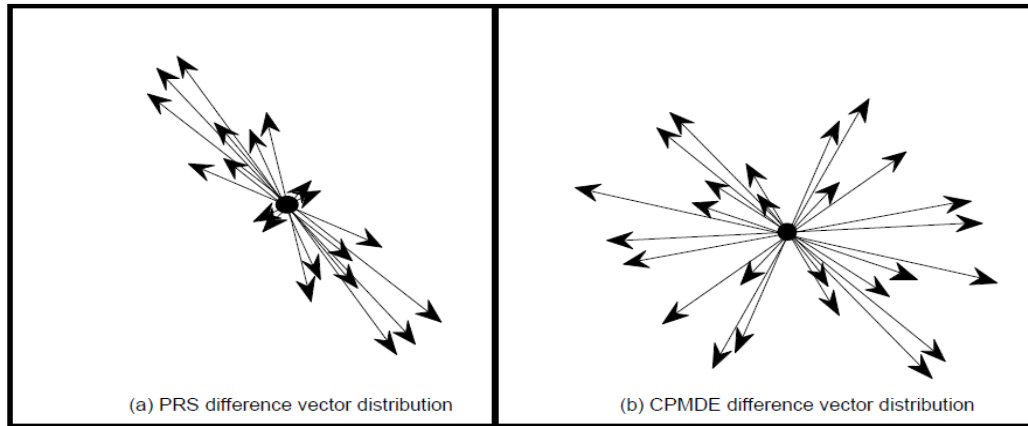 (a) PRS difference vector distribution
(b) CPMDE difference vector distribution